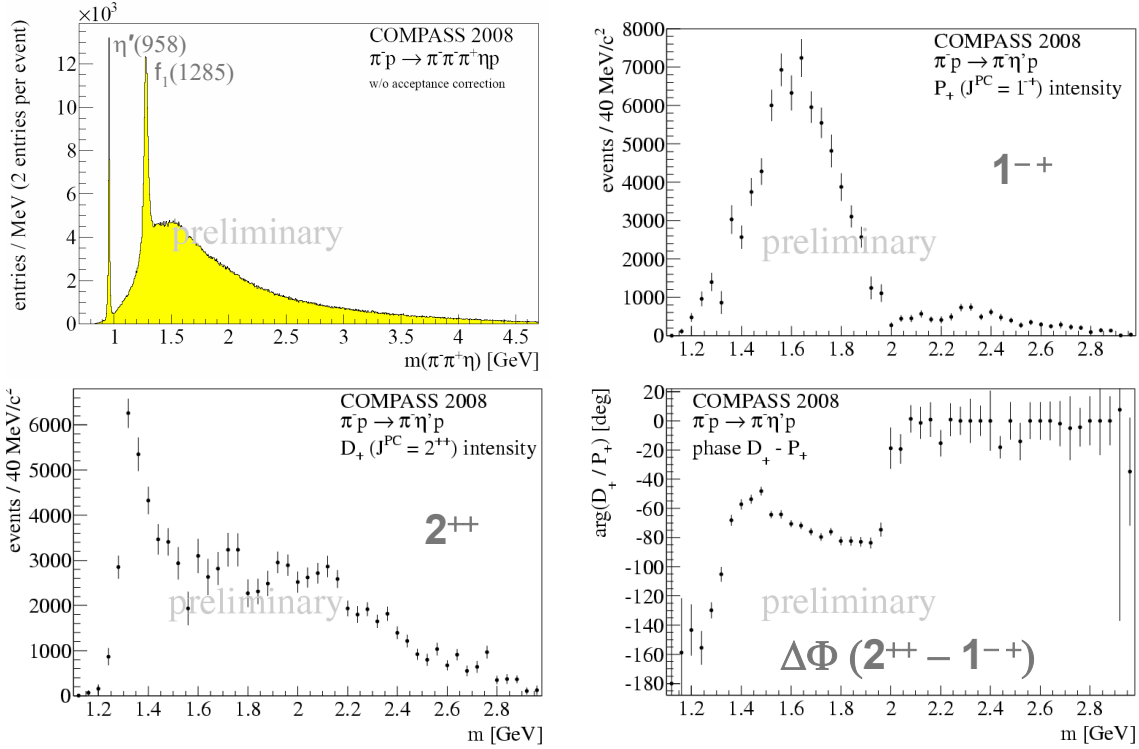 ×10³
entries / MeV (2 entries per event)
12
10
8
6
4
2
0
η′(958)
f₁(1285)
COMPASS 2008
π⁻p → π⁻π⁻π⁺ηp
w/o acceptance correction
preliminary
1 1.5 2 2.5 3 3.5 4 4.5
m(π⁻π⁺η) [GeV]
events / 40 MeV/c²
8000
7000
6000
5000
4000
3000
2000
1000
0
COMPASS 2008
π⁻p → π⁻η’p
P₊ (Jᴾᶜ = 1⁻⁺) intensity
1⁻⁺
preliminary
1.2 1.4 1.6 1.8 2 2.2 2.4 2.6 2.8
m [GeV]
events / 40 MeV/c²
6000
5000
4000
3000
2000
1000
0
COMPASS 2008
π⁻p → π⁻η’p
D₊ (Jᴾᶜ = 2⁺⁺) intensity
2⁺⁺
preliminary
1.2 1.4 1.6 1.8 2 2.2 2.4 2.6 2.8
m [GeV]
arg(D₊ / P₊) [deg]
20
0
-20
-40
-60
-80
-100
-120
-140
-160
-180
COMPASS 2008
π⁻p → π⁻η’p
phase D₊ - P₊
preliminary
ΔΦ (2⁺⁺ – 1⁻⁺)
1.2 1.4 1.6 1.8 2 2.2 2.4 2.6 2.8
m [GeV]